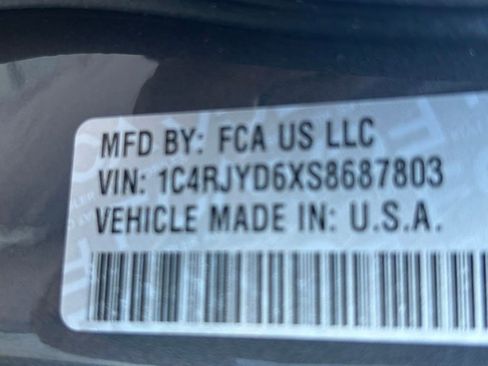 MFD BY: FCA US LLC
VIN: 1C4RJYD6XS8687803
VEHICLE MADE IN: U.S.A.